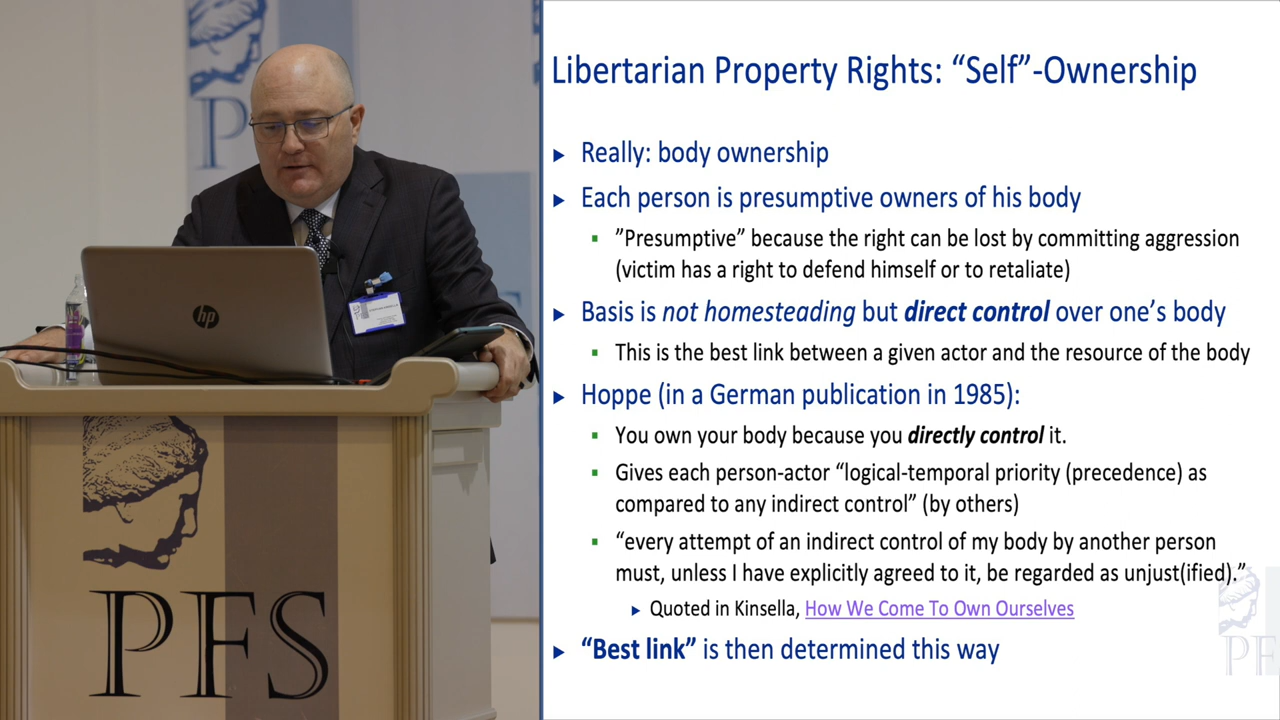 Libertarian Property Rights: “Self”-Ownership
Really: body ownership
Each person is presumptive owners of his body
”Presumptive” because the right can be lost by committing aggression
(victim has a right to defend himself or to retaliate)
Basis is not homesteading but direct control over one’s body
This is the best link between a given actor and the resource of the body
Hoppe (in a German publication in 1985):
You own your body because you directly control it.
Gives each person-actor “logical-temporal priority (precedence) as
compared to any indirect control” (by others)
“every attempt of an indirect control of my body by another person
must, unless I have explicitly agreed to it, be regarded as unjust(ified).”
Quoted in Kinsella, How We Come To Own Ourselves
“Best link” is then determined this way
P
hp
PFS
PF